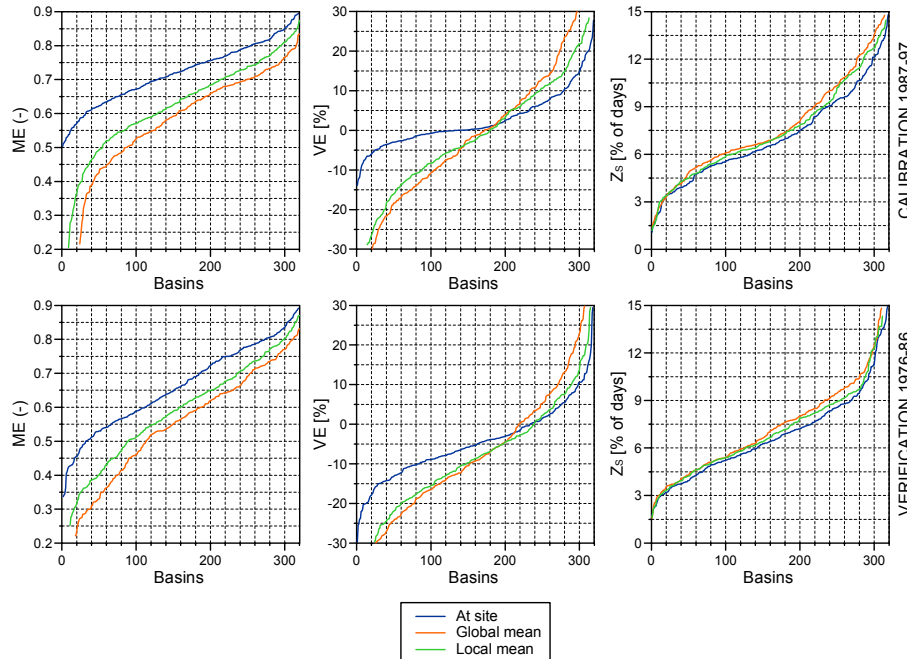 0.9
0.8
0.7
0.6
0.5
0.4
0.3
0.2
ME (-)
0 100 200 300
Basins
30
20
10
0
-10
-20
-30
VE [%]
0 100 200 300
Basins
15
12
9
6
3
0
Zs [% of days]
0 100 200 300
Basins
CALIBRATION 1987-97
0.9
0.8
0.7
0.6
0.5
0.4
0.3
0.2
ME (-)
0 100 200 300
Basins
30
20
10
0
-10
-20
-30
VE [%]
0 100 200 300
Basins
15
12
9
6
3
0
Zs [% of days]
0 100 200 300
Basins
VERIFICATION 1976-86
At site
Global mean
Local mean